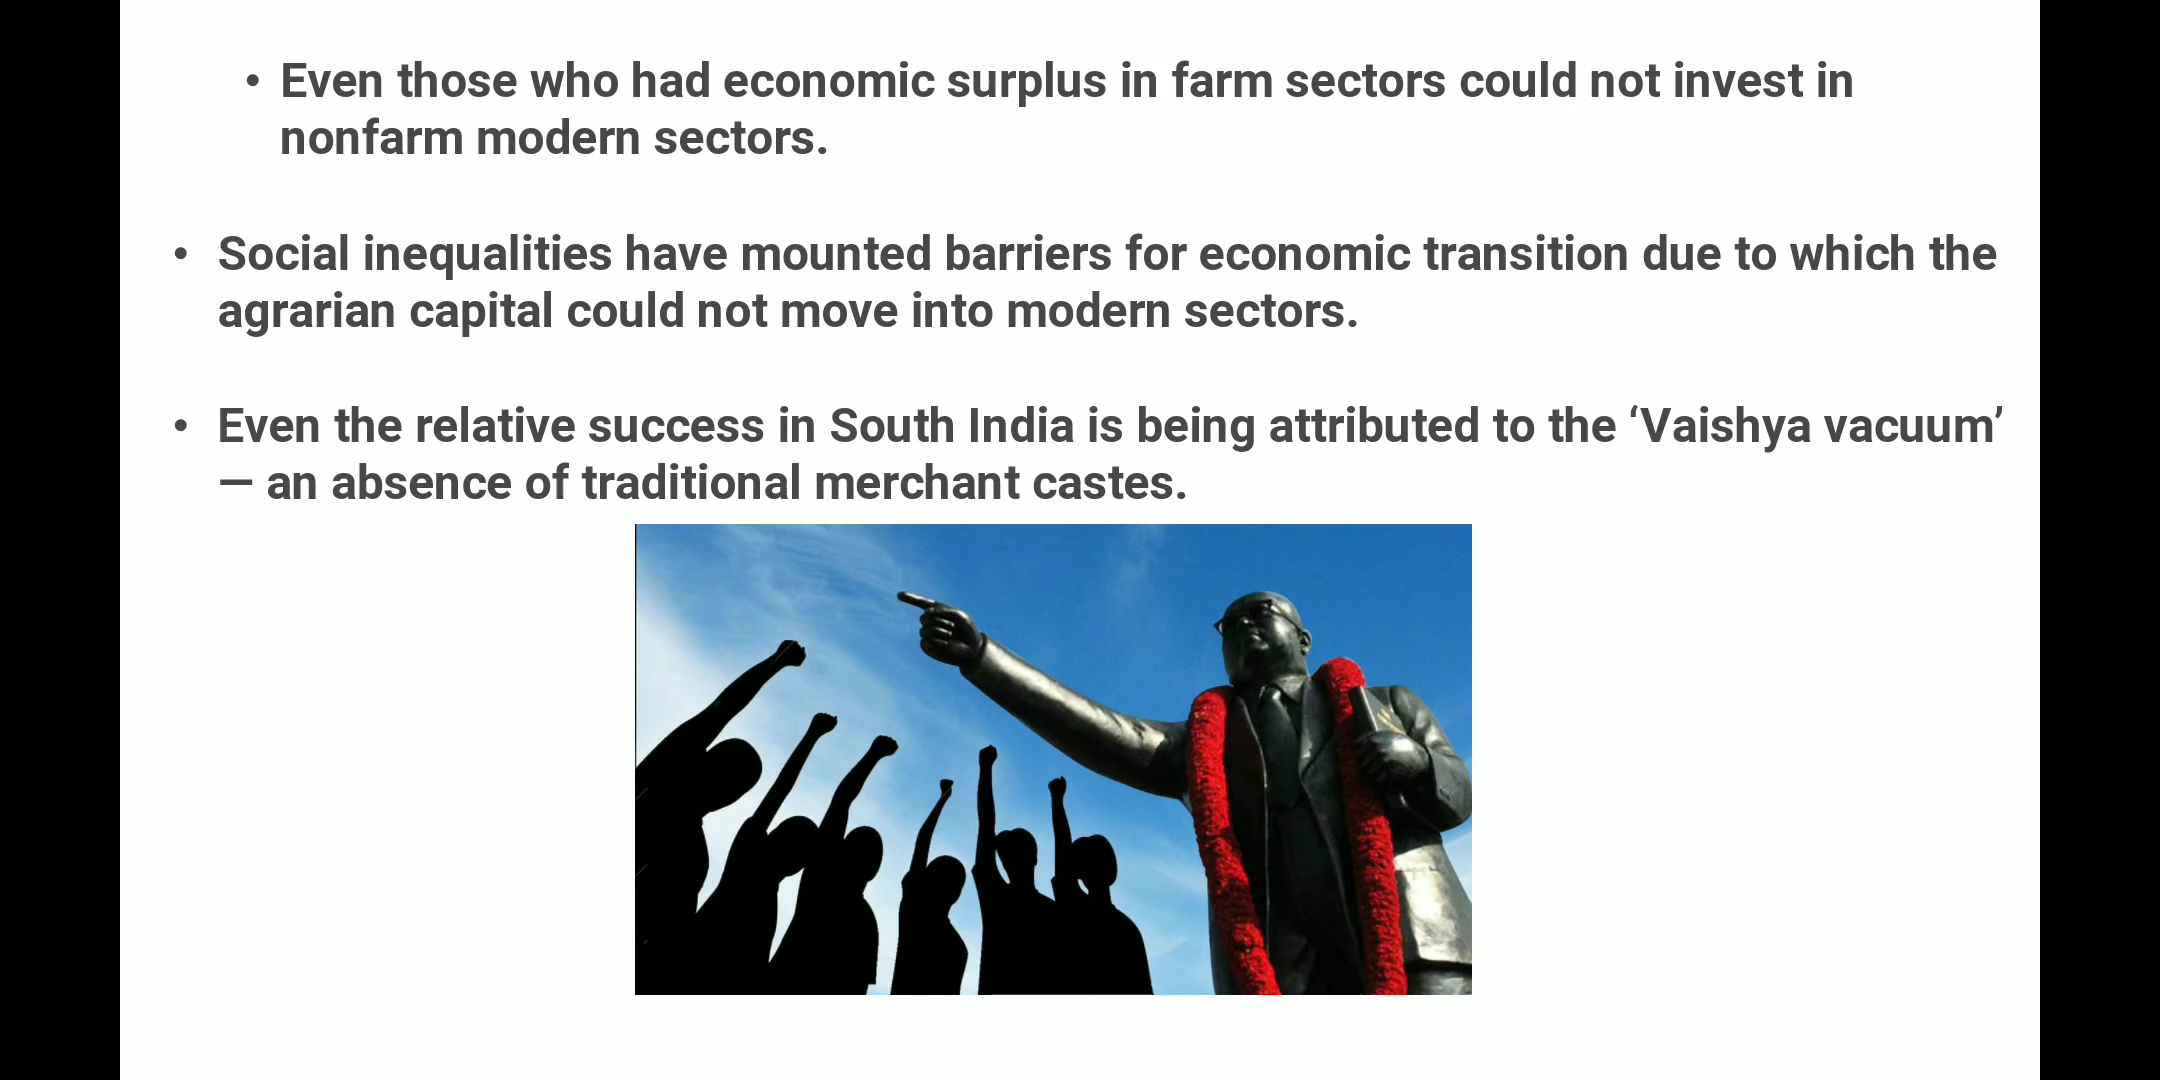 • Even those who had economic surplus in farm sectors could not invest in
nonfarm modern sectors.
• Social inequalities have mounted barriers for economic transition due to which the
agrarian capital could not move into modern sectors.
• Even the relative success in South India is being attributed to the ‘Vaishya vacuum’
— an absence of traditional merchant castes.